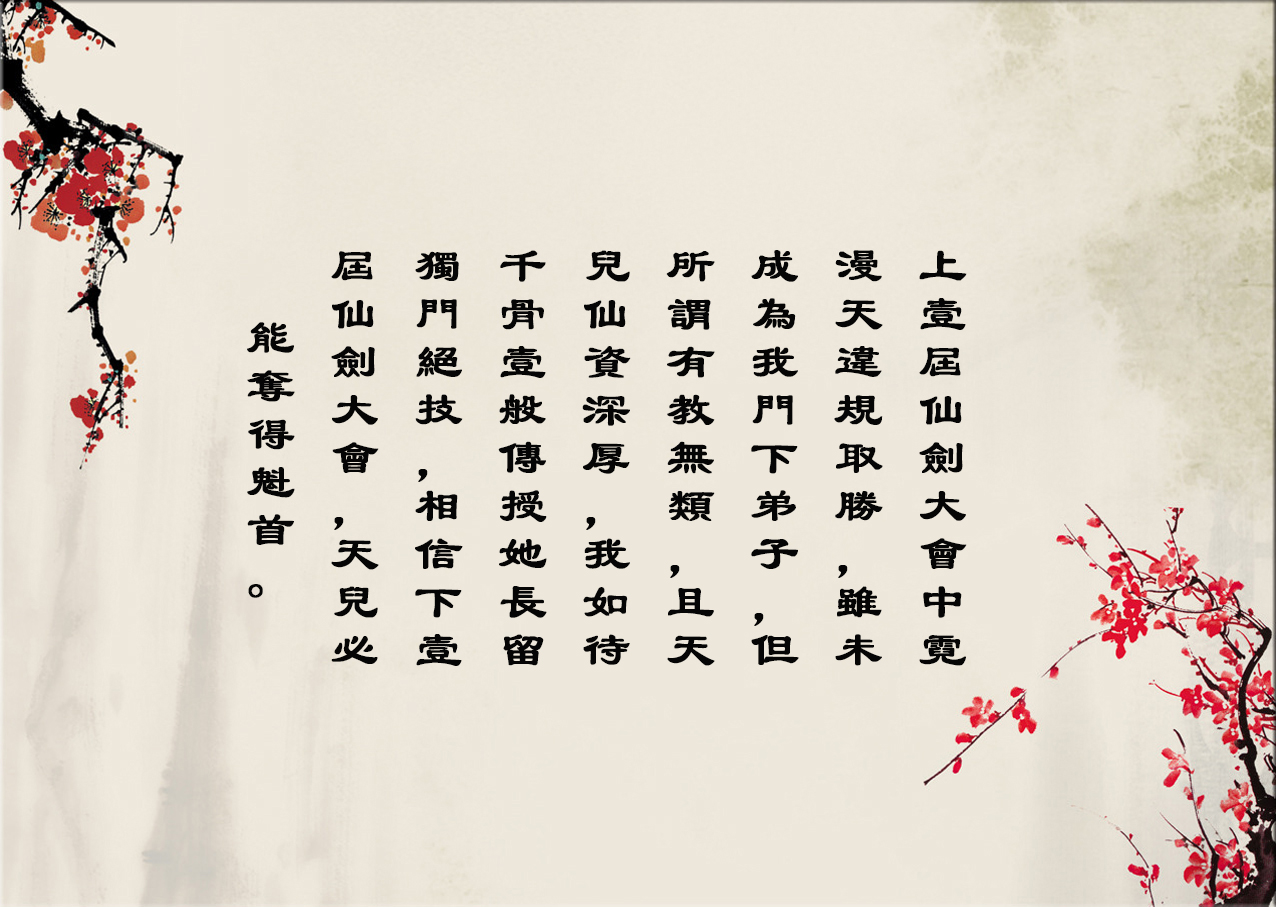 上壹屆仙劍大會中霓
漫天違規取勝，雖未
成為我門下弟子，但
所謂有教無類，且天
兒仙資深厚，我如待
千骨壹般傳授她長留
獨門絕技，相信下壹
屆仙劍大會，天兒必
能奪得魁首。